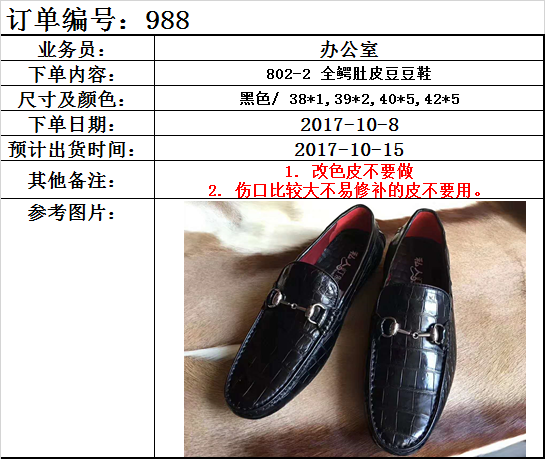 订单编号：988
业务员： 办公室
下单内容： 802-2 全鳄肚皮豆豆鞋
尺寸及颜色： 黑色/ 38*1,39*2,40*5,42*5
下单日期： 2017-10-8
预计出货时间： 2017-10-15
其他备注： 1. 改色皮不要做
2. 伤口比较大不易修补的皮不要用。
参考图片：